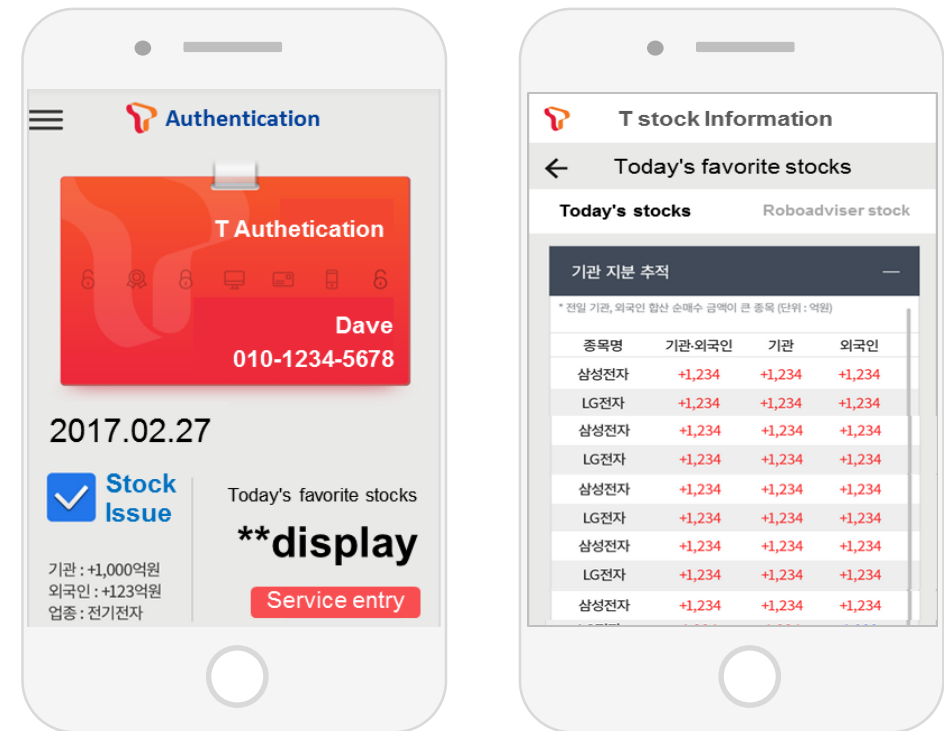 Authentication
T Authetication
Dave
010-1234-5678
2017.02.27
Stock
Issue
기관 : +1,000억원
외국인 : +123억원
업종 : 전기전자
Today's favorite stocks
**display
Service entry
T stock Information
Today's favorite stocks
Today's stocks Roboadviser stock
기관 지분 추적
* 전일 기관, 외국인 합산 순매수 금액이 큰 종목 (단위 : 억원)
종목명 기관·외국인 기관 외국인
삼성전자 +1,234 +1,234 +1,234
LG전자 +1,234 +1,234 +1,234
삼성전자 +1,234 +1,234 +1,234
LG전자 +1,234 +1,234 +1,234
삼성전자 +1,234 +1,234 +1,234
LG전자 +1,234 +1,234 +1,234
삼성전자 +1,234 +1,234 +1,234
LG전자 +1,234 +1,234 +1,234
삼성전자 +1,234 +1,234 +1,234